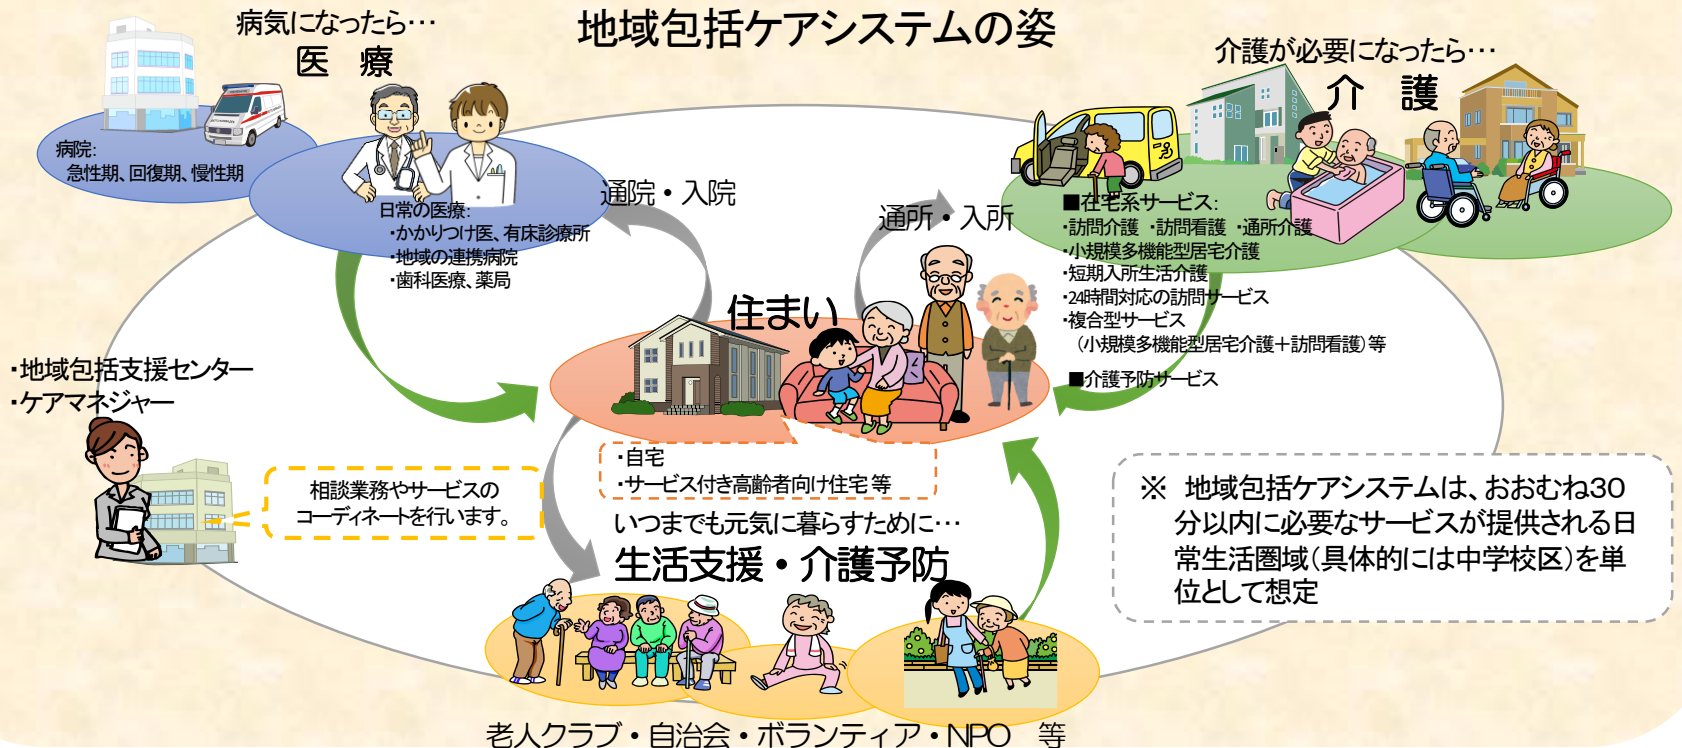 地域包括ケアシステムの姿
病気になったら･･･
医 療
病院:
急性期、回復期、慢性期
日常の医療:
・かかりつけ医、有床診療所
・地域の連携病院
・歯科医療、薬局
通院・入院
通所・入所
介護が必要になったら･･･
介 護
■在宅系サービス:
・訪問介護 ・訪問看護 ・通所介護
・小規模多機能型居宅介護
・短期入所生活介護
・24時間対応の訪問サービス
・複合型サービス
（小規模多機能型居宅介護＋訪問看護）等
■介護予防サービス
住まい
・自宅
・サービス付き高齢者向け住宅 等
・地域包括支援センター
・ケアマネジャー
相談業務やサービスの
コーディネートを行います。
いつまでも元気に暮らすために･･･
生活支援・介護予防
老人クラブ・自治会・ボランティア・NPO 等
※ 地域包括ケアシステムは、おおむね30
分以内に必要なサービスが提供される日
常生活圏域（具体的には中学校区）を単
位として想定